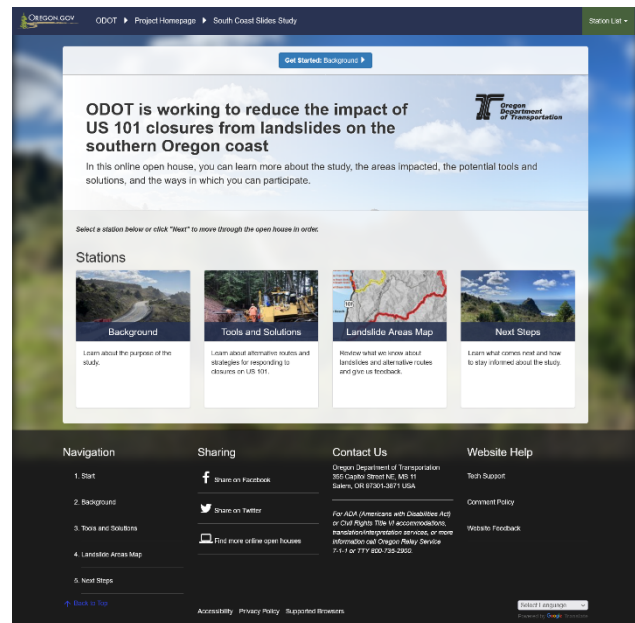 OREGON.GOV
ODOT
Project Homepage
South Coast Slides Study
Station List
Get Started: Background
ODOT is working to reduce the impact of
US 101 closures from landslides on the
southern Oregon coast
Oregon
Department
of Transportation
In this online open house, you can learn more about the study, the areas impacted, the potential tools and
solutions, and the ways in which you can participate.
Select a station below or click "Next" to move through the open house in order.
Stations
Background
Learn about the purpose of the
study.
Tools and Solutions
Learn about alternative routes and
strategies for responding to
closures on US 101.
101
Landslide Areas Map
Review what we know about
landslides and alternative routes
and give us feedback.
Next Steps
Learn what comes next and how
to stay informed about the study.
Navigation
1. Start
2. Background
3. Tools and Solutions
4. Landslide Areas Map
5. Next Steps
Back to Top
Sharing
Share on Facebook
Share on Twitter
Find more online open houses
Contact Us
Oregon Department of Transportation
355 Capitol Street NE, MS 11
Salem, OR 97301-3871 USA
For ADA (Americans with Disabilities Act)
or Civil Rights Title VI accommodations,
translation/interpretation services, or more
information call Oregon Relay Service
7-1-1 or TTY 800-735-2900.
Website Help
Tech Support
Comment Policy
Website Feedback
Accessibility Privacy Policy Supported Browsers
Select Language
Powered by Google